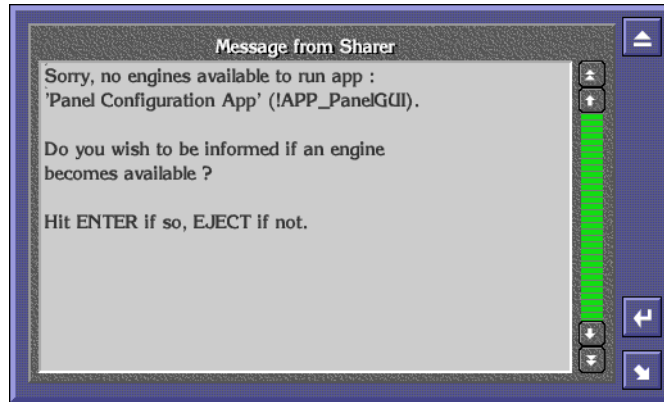 Message from Sharer
Sorry, no engines available to run app :
'Panel Configuration App' (!APP_PanelGUI).
Do you wish to be informed if an engine
becomes available ?
Hit ENTER if so, EJECT if not.